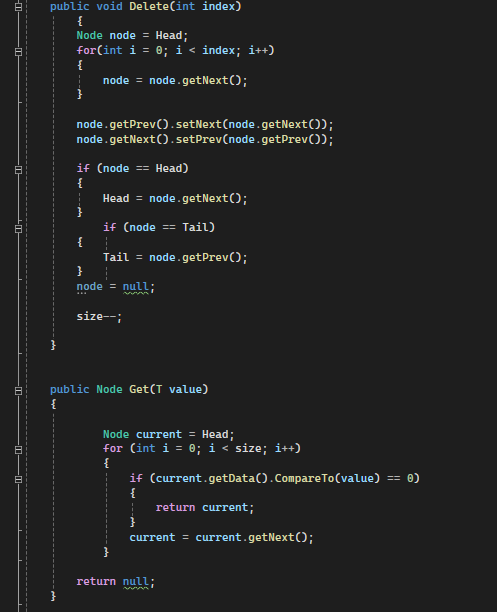 public void Delete(int index)
{
Node node = Head;
for(int i = 0; i < index; i++)
{
node = node.getNext();
}
node.getPrev().setNext(node.getNext());
node.getNext().setPrev(node.getPrev());
if (node == Head)
{
Head = node.getNext();
}
if (node == Tail)
{
Tail = node.getPrev();
}
node = null;
size--;
}
public Node Get(T value)
{
Node current = Head;
for (int i = 0; i < size; i++)
{
if (current.getData().CompareTo(value) == 0)
{
return current;
}
current = current.getNext();
}
return null;
}